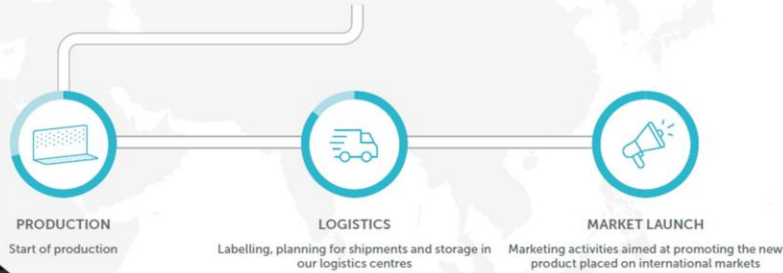 PRODUCTION
Start of production
LOGISTICS
Labelling, planning for shipments and storage in
our logistics centres
MARKET LAUNCH
Marketing activities aimed at promoting the new
product placed on international markets